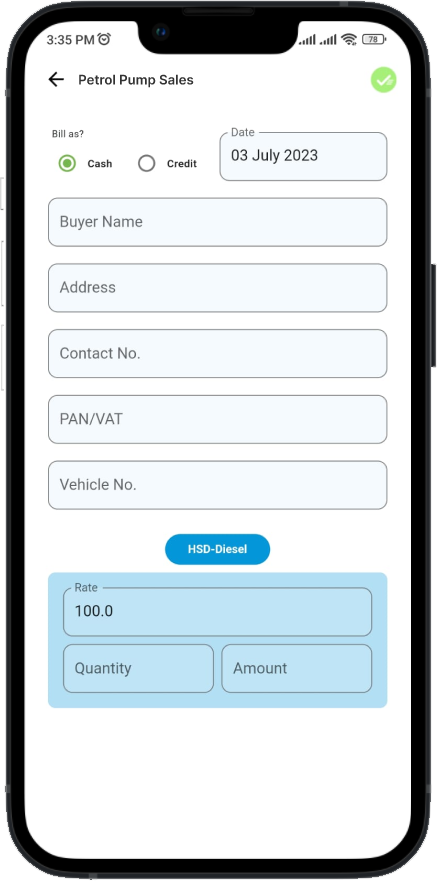 3:35 PM 78
Petrol Pump Sales
Bill as?
Cash Credit
Date
03 July 2023
Buyer Name
Address
Contact No.
PAN/VAT
Vehicle No.
HSD-Diesel
Rate
100.0
Quantity Amount